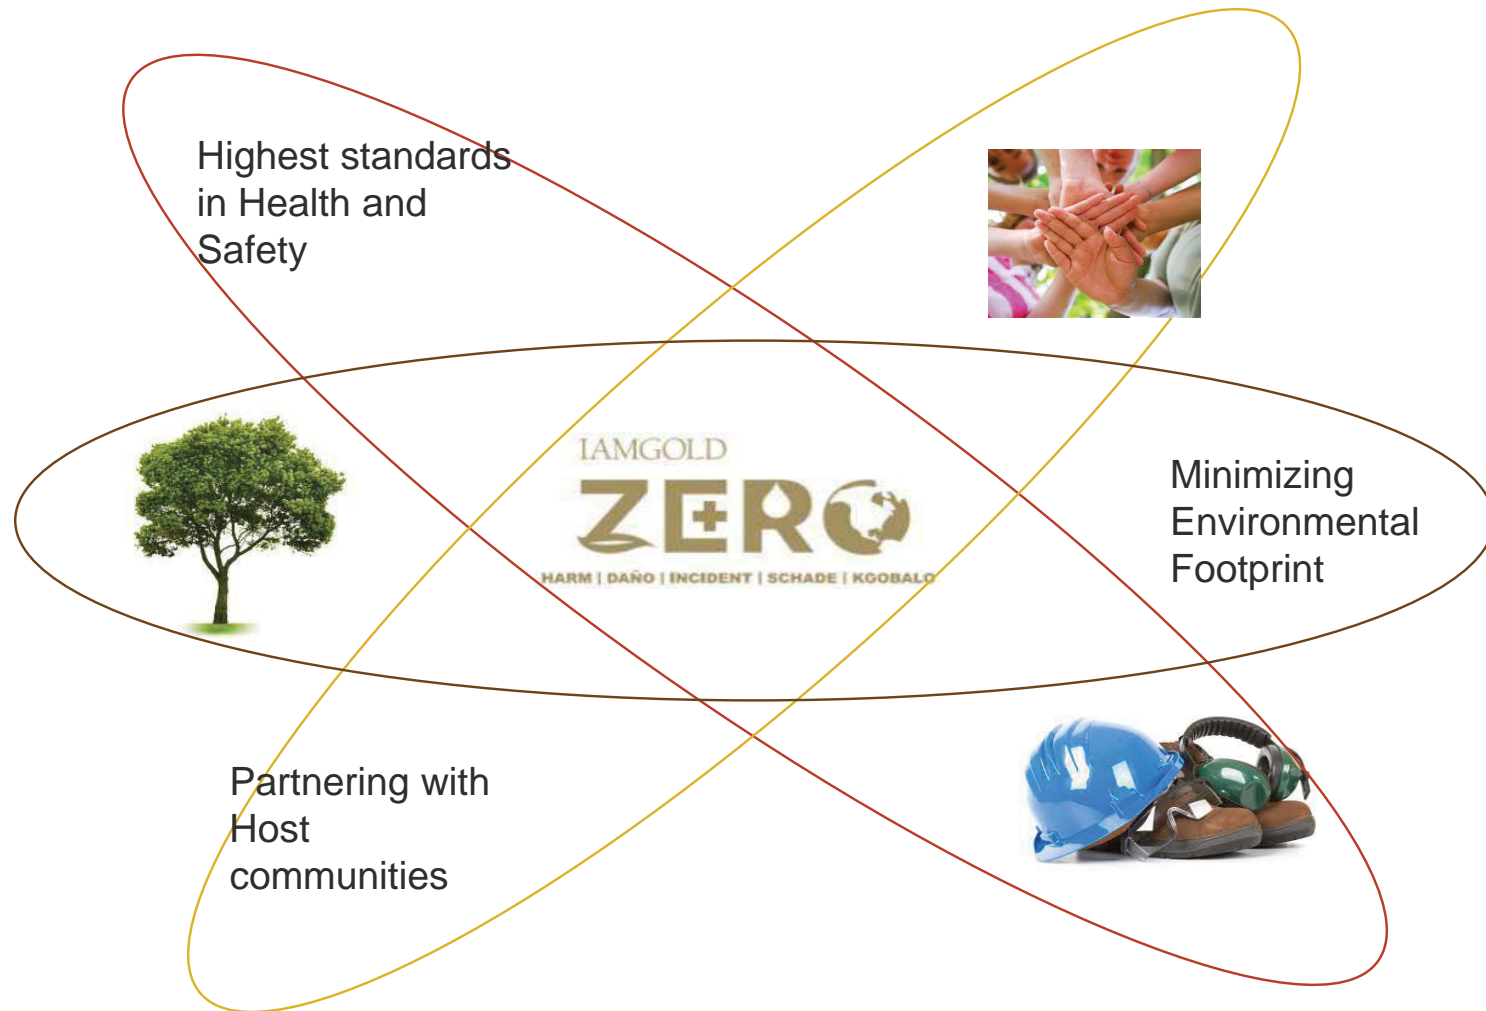 Highest standards
in Health and
Safety
IAMGOLD
ZERO
HARM | DAÑO | INCIDENT | SCHADE | KGOBALO
Minimizing
Environmental
Footprint
Partnering with
Host
communities